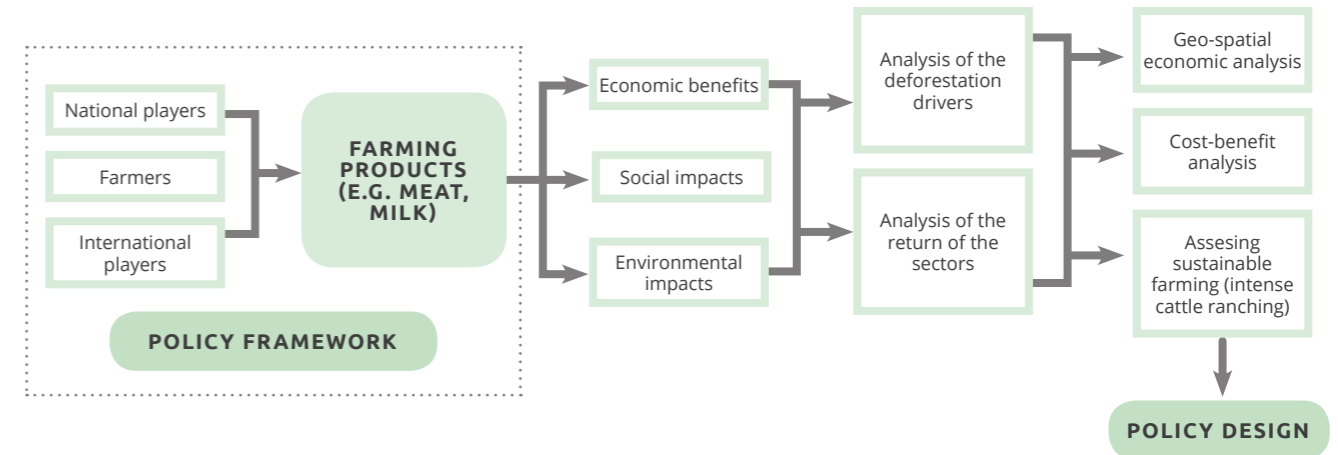 National players
Farmers
International
players
FARMING
PRODUCTS
(E.G. MEAT,
MILK)
POLICY FRAMEWORK
Economic benefits
Social impacts
Environmental
impacts
Analysis of the
deforestation
drivers
Analysis of the
return of the
sectors
Geo-spatial
economic analysis
Cost-benefit
analysis
Assesing
sustainable
farming (intense
cattle ranching)
POLICY DESIGN